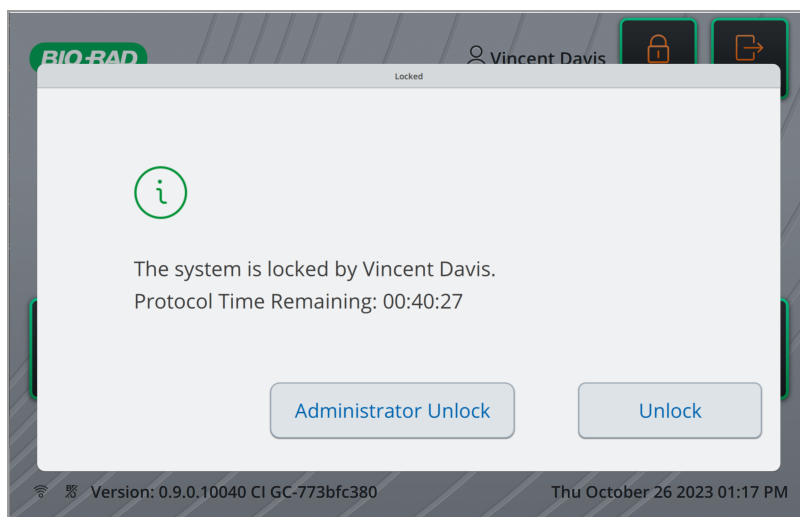 BIO-RAD
Vincent Davis
Locked
The system is locked by Vincent Davis.
Protocol Time Remaining: 00:40:27
Administrator Unlock
Unlock
Version: 0.9.0.10040 CI GC-773bfc380
Thu October 26 2023 01:17 PM